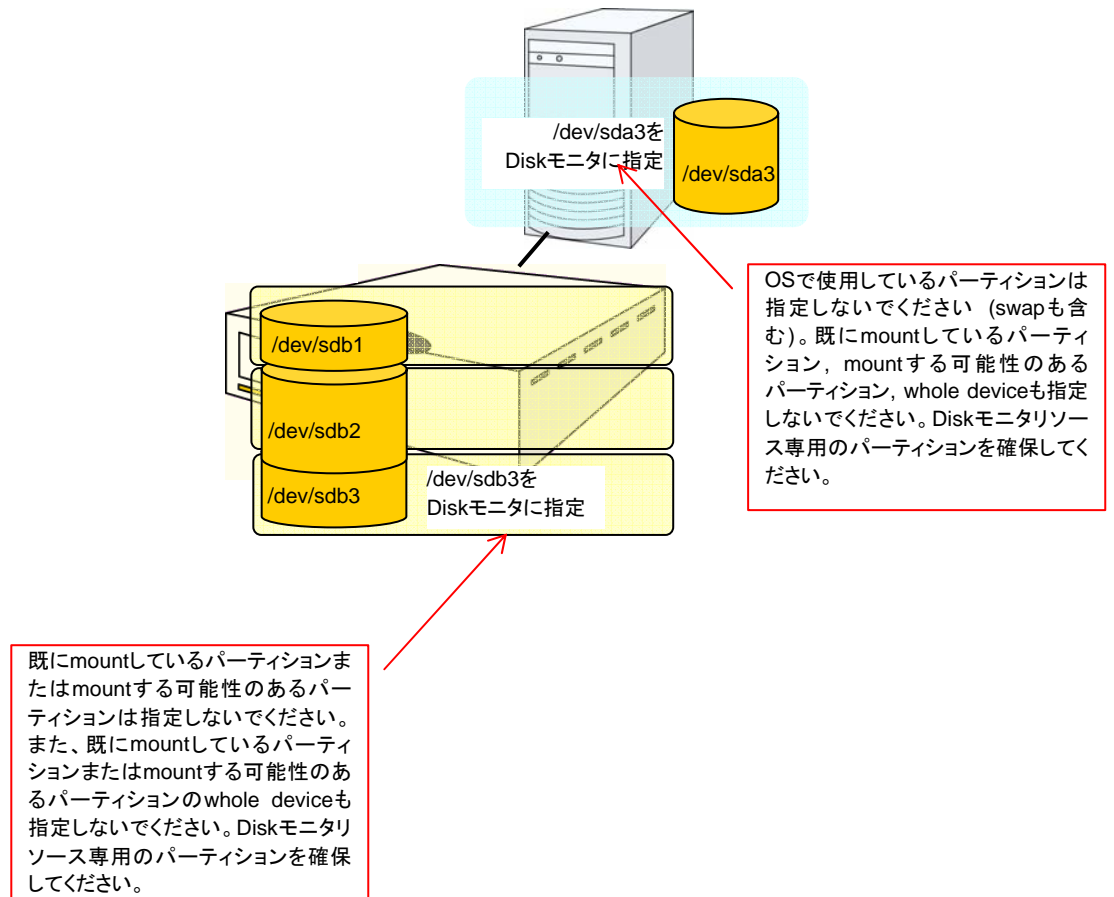 /dev/sda3を
Diskモニタに指定
/dev/sda3
OSで使用しているパーティションは
指定しないでください (swapも含
む)。既にmountしているパーティ
ション, mountする可能性のある
パーティション, whole deviceも指定
しないでください。Diskモニタリソー
ス専用のパーティションを確保してく
ださい。
/dev/sdb1
/dev/sdb2
/dev/sdb3
/dev/sdb3を
Diskモニタに指定
既にmountしているパーティションま
たはmountする可能性のあるパー
ティションは指定しないでください。
また、既にmountしているパーティ
ションまたはmountする可能性のあ
るパーティションのwhole deviceも
指定しないでください。Diskモニタリ
ソース専用のパーティションを確保
してください。